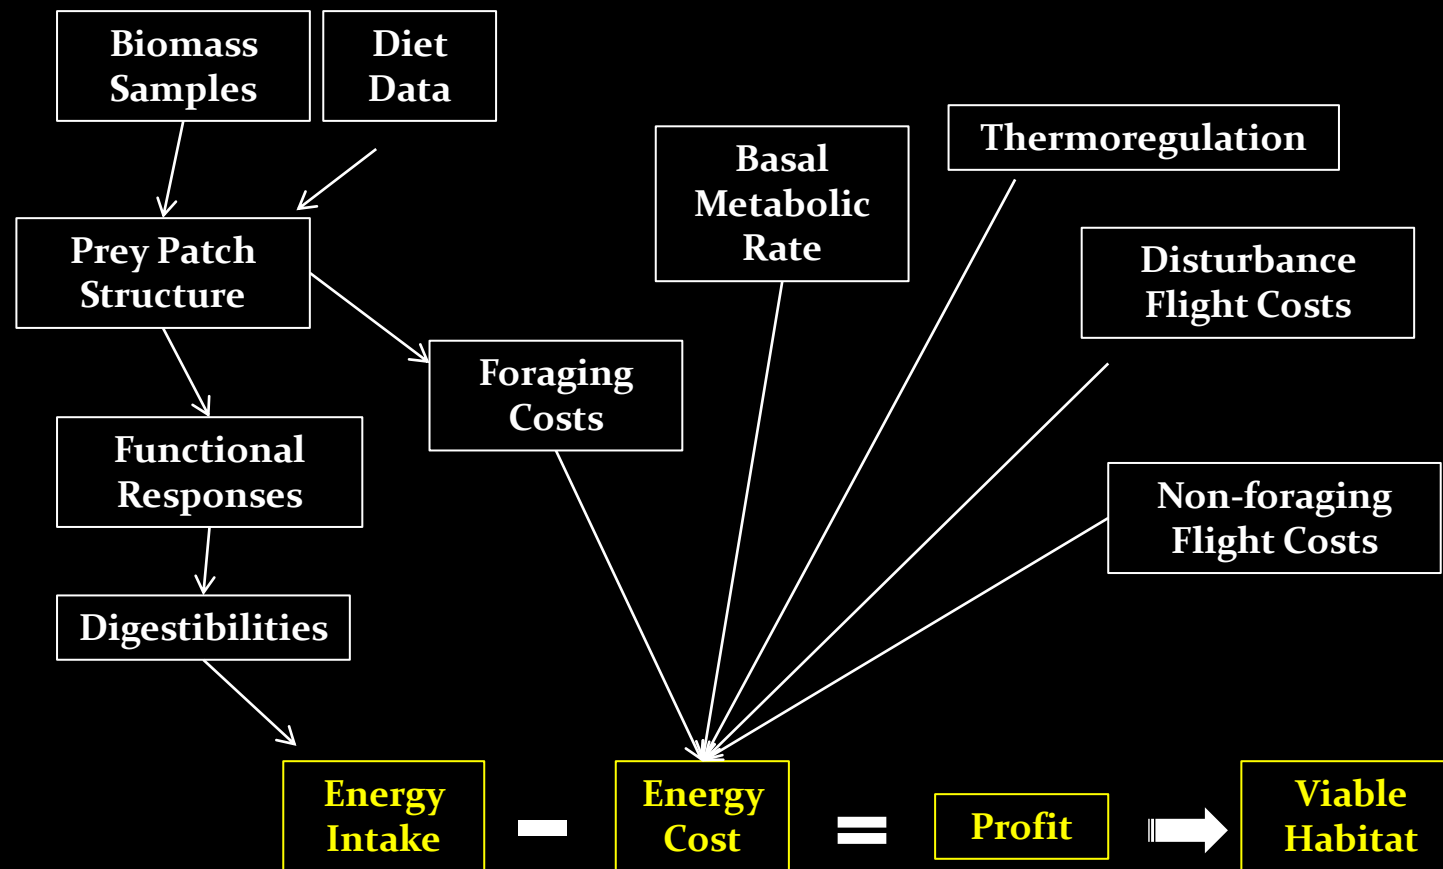 Biomass
Samples
Diet
Data
Basal
Metabolic
Rate
Thermoregulation
Prey Patch
Structure
Disturbance
Flight Costs
Foraging
Costs
Functional
Responses
Non-foraging
Flight Costs
Digestibilities
Energy
Intake
Energy
Cost
Profit
Viable
Habitat